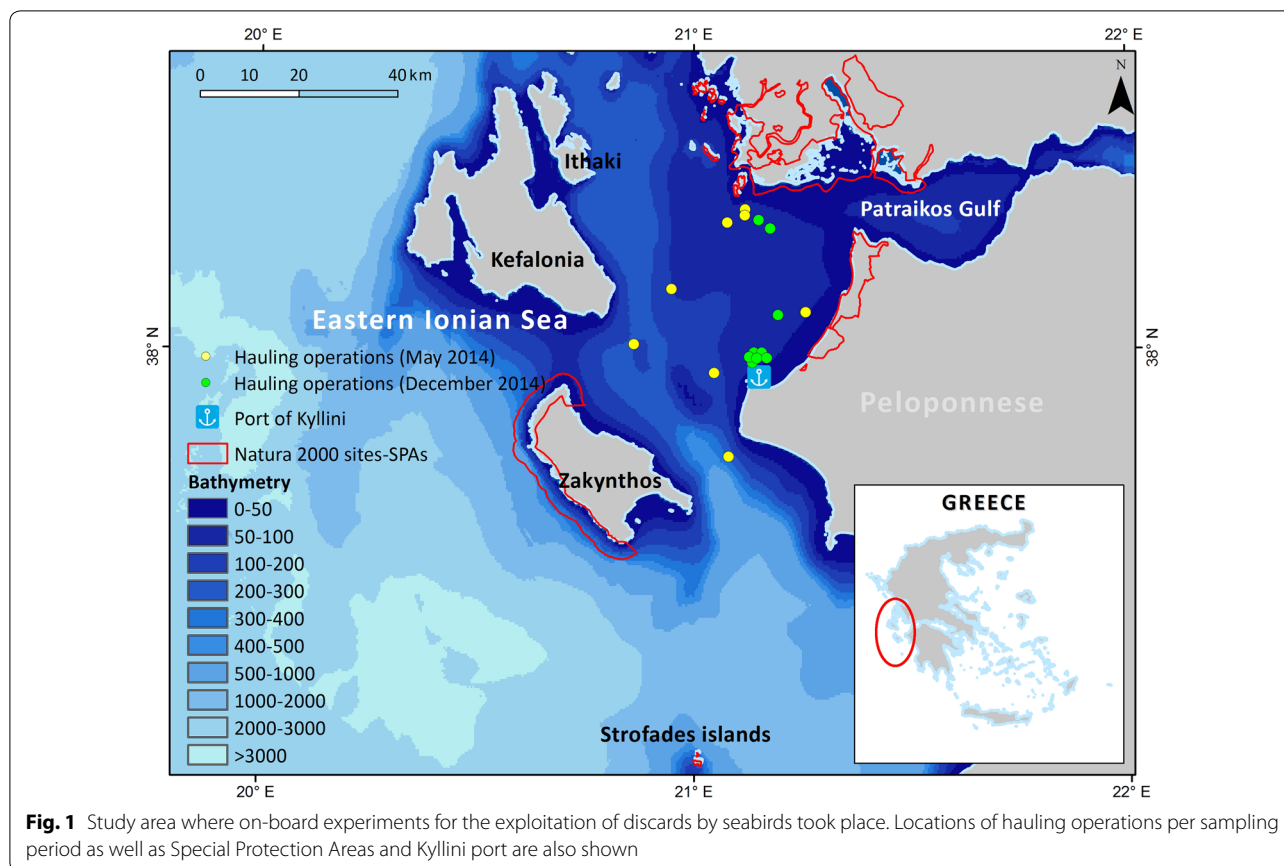 20° E 21° E 22° E
0 10 20 40 km
N
Ithaki
Patraikos Gulf
Kefalonia
Eastern Ionian Sea
38° N
38° N
Hauling operations (May 2014)
Hauling operations (December 2014)
Port of Kyllini
Peloponnese
Natura 2000 sites-SPAs
Zakynthos
Bathymetry
0-50
50-100
100-200
200-300
300-400
400-500
500-1000
1000-2000
2000-3000
>3000
GREECE
Strofades islands
20° E 21° E 22° E
Fig. 1 Study area where on-board experiments for the exploitation of discards by seabirds took place. Locations of hauling operations per sampling
period as well as Special Protection Areas and Kyllini port are also shown